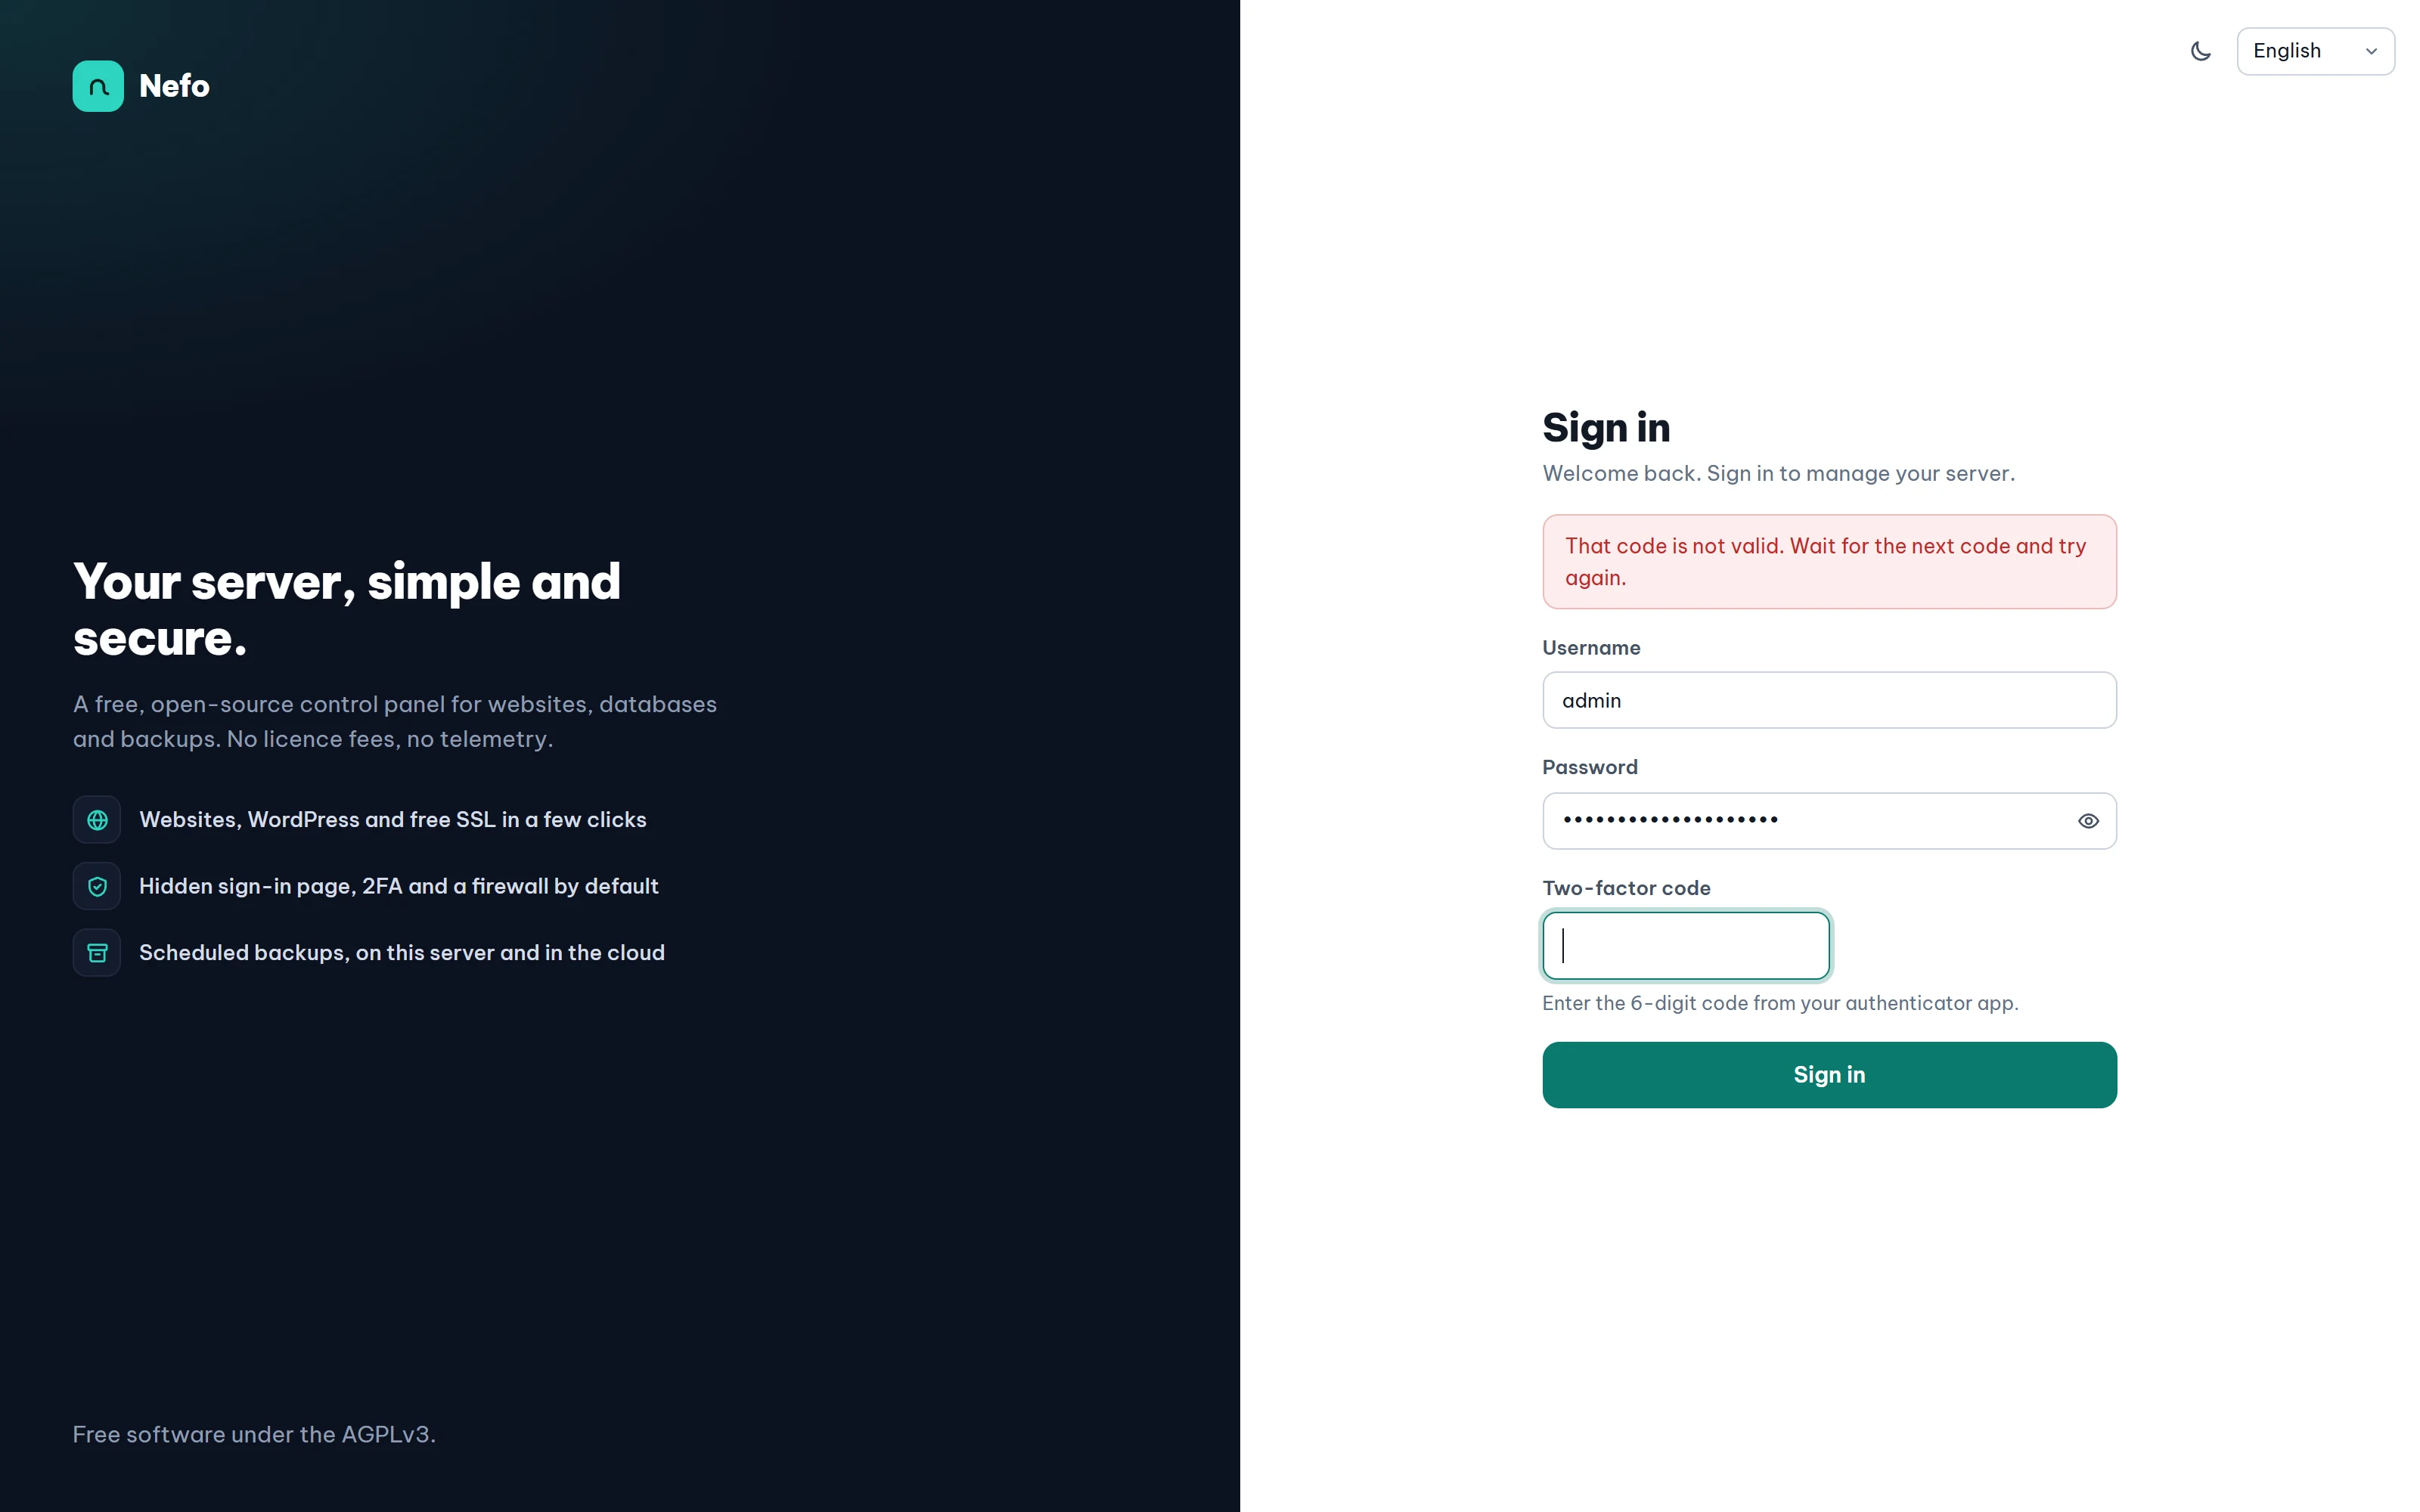 Nefo
Your server, simple and
secure.
A free, open-source control panel for websites, databases
and backups. No licence fees, no telemetry.
Websites, WordPress and free SSL in a few clicks
Hidden sign-in page, 2FA and a firewall by default
Scheduled backups, on this server and in the cloud
Free software under the AGPLv3.
English
Sign in
Welcome back. Sign in to manage your server.
That code is not valid. Wait for the next code and try
again.
Username
admin
Password
••••••••••••••••••••
Two-factor code
Enter the 6-digit code from your authenticator app.
Sign in